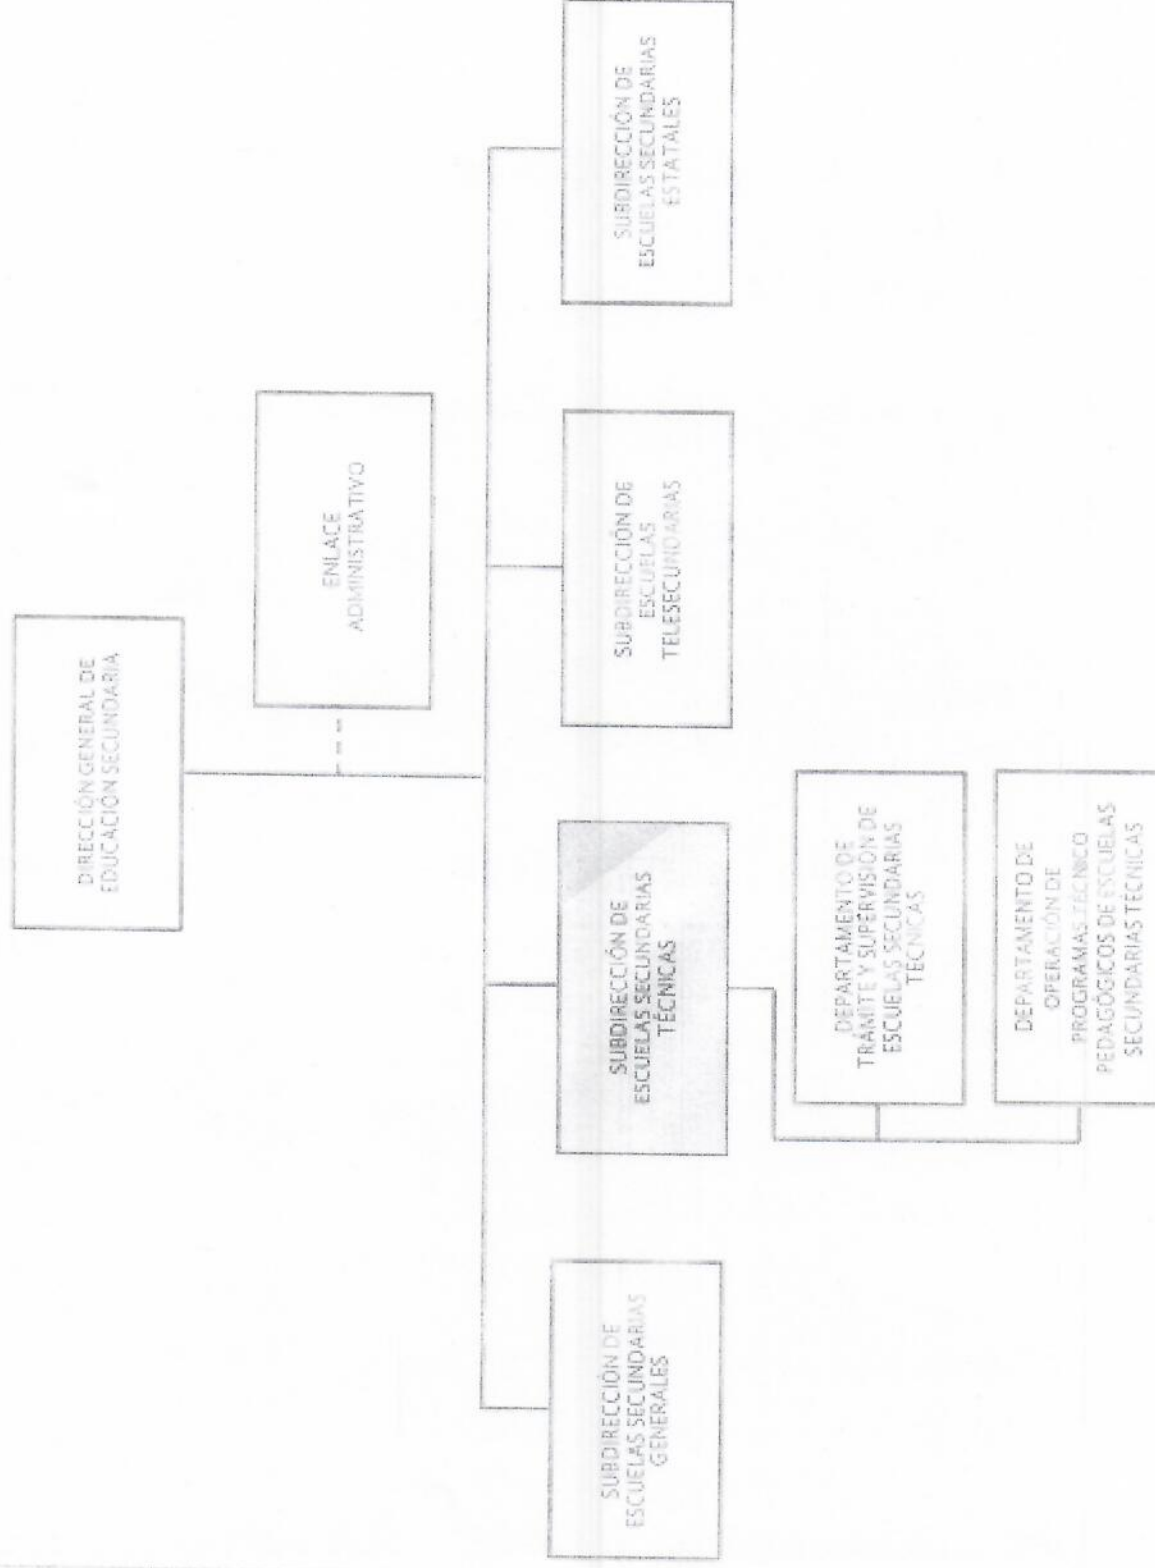 DIRECCIÓN GENERAL DE
EDUCACIÓN SECUNDARIA
ENLACE
ADMINISTRATIVO
SUBDIRECCIÓN DE
ESCUELAS SECUNDARIAS
GENERALES
SUBDIRECCIÓN DE
ESCUELAS SECUNDARIAS
TÉCNICAS
SUBDIRECCIÓN DE
ESCUELAS
TELESECUNDARIAS
SUBDIRECCIÓN DE
ESCUELAS SECUNDARIAS
ESTATALES
DEPARTAMENTO DE
TRÁMITE Y SUPERVISIÓN DE
ESCUELAS SECUNDARIAS
TÉCNICAS
DEPARTAMENTO DE
OPERACIÓN DE
PROGRAMAS TÉCNICO
PEDAGÓGICOS DE ESCUELAS
SECUNDARIAS TÉCNICAS